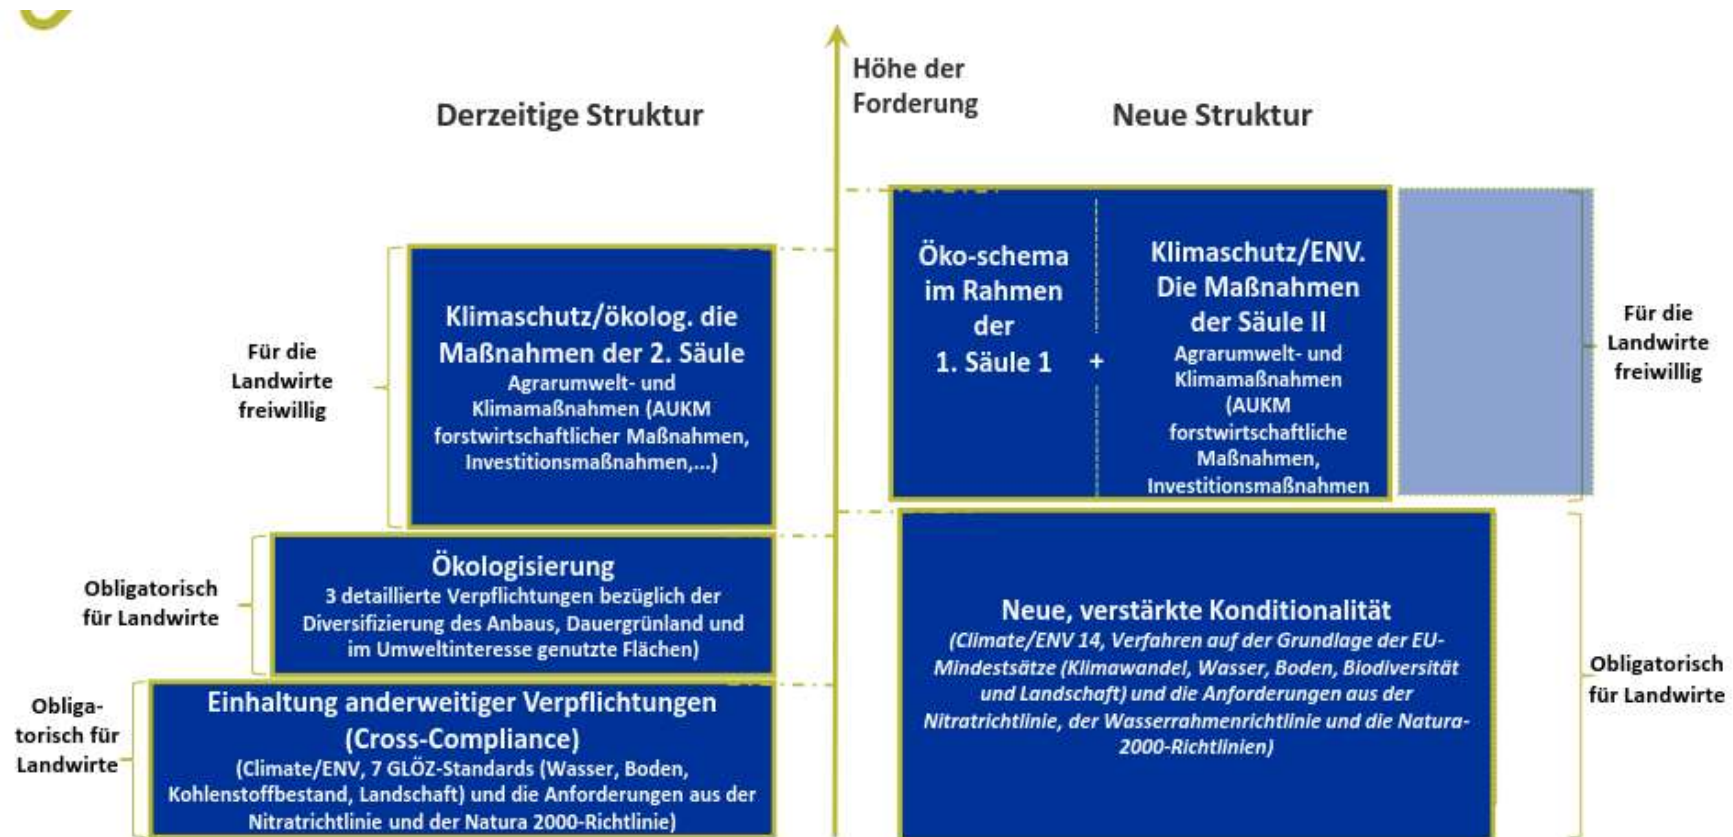 Höhe der
Forderung
Derzeitige Struktur
Neue Struktur
Für die
Landwirte
freiwillig
Klimaschutz/ökolog. die
Maßnahmen der 2. Säule
Agrarumwelt- und
Klimamaßnahmen (AUKM
forstwirtschaftlicher Maßnahmen,
Investitionsmaßnahmen,...)
Obligatorisch
für Landwirte
Ökologisierung
3 detaillierte Verpflichtungen bezüglich der
Diversifizierung des Anbaus, Dauergrünland und
im Umweltinteresse genutzte Flächen)
Obliga-
torisch für
Landwirte
Einhaltung anderweitiger Verpflichtungen
(Cross-Compliance)
(Climate/ENV, 7 GLÖZ-Standards (Wasser, Boden,
Kohlenstoffbestand, Landschaft) und die Anforderungen aus der
Nitratrichtlinie und der Natura 2000-Richtlinie)
Öko-schema
im Rahmen
der
1. Säule 1
+
Klimaschutz/ENV.
Die Maßnahmen
der Säule II
Agrarumwelt- und
Klimamaßnahmen
(AUKM
forstwirtschaftliche
Maßnahmen,
Investitionsmaßnahmen
Für die
Landwirte
freiwillig
Neue, verstärkte Konditionalität
(Climate/ENV 14, Verfahren auf der Grundlage der EU-
Mindestsätze (Klimawandel, Wasser, Boden, Biodiversität
und Landschaft) und die Anforderungen aus der
Nitratrichtlinie, der Wasserrahmenrichtlinie und die Natura-
2000-Richtlinien)
Obligatorisch
für Landwirte